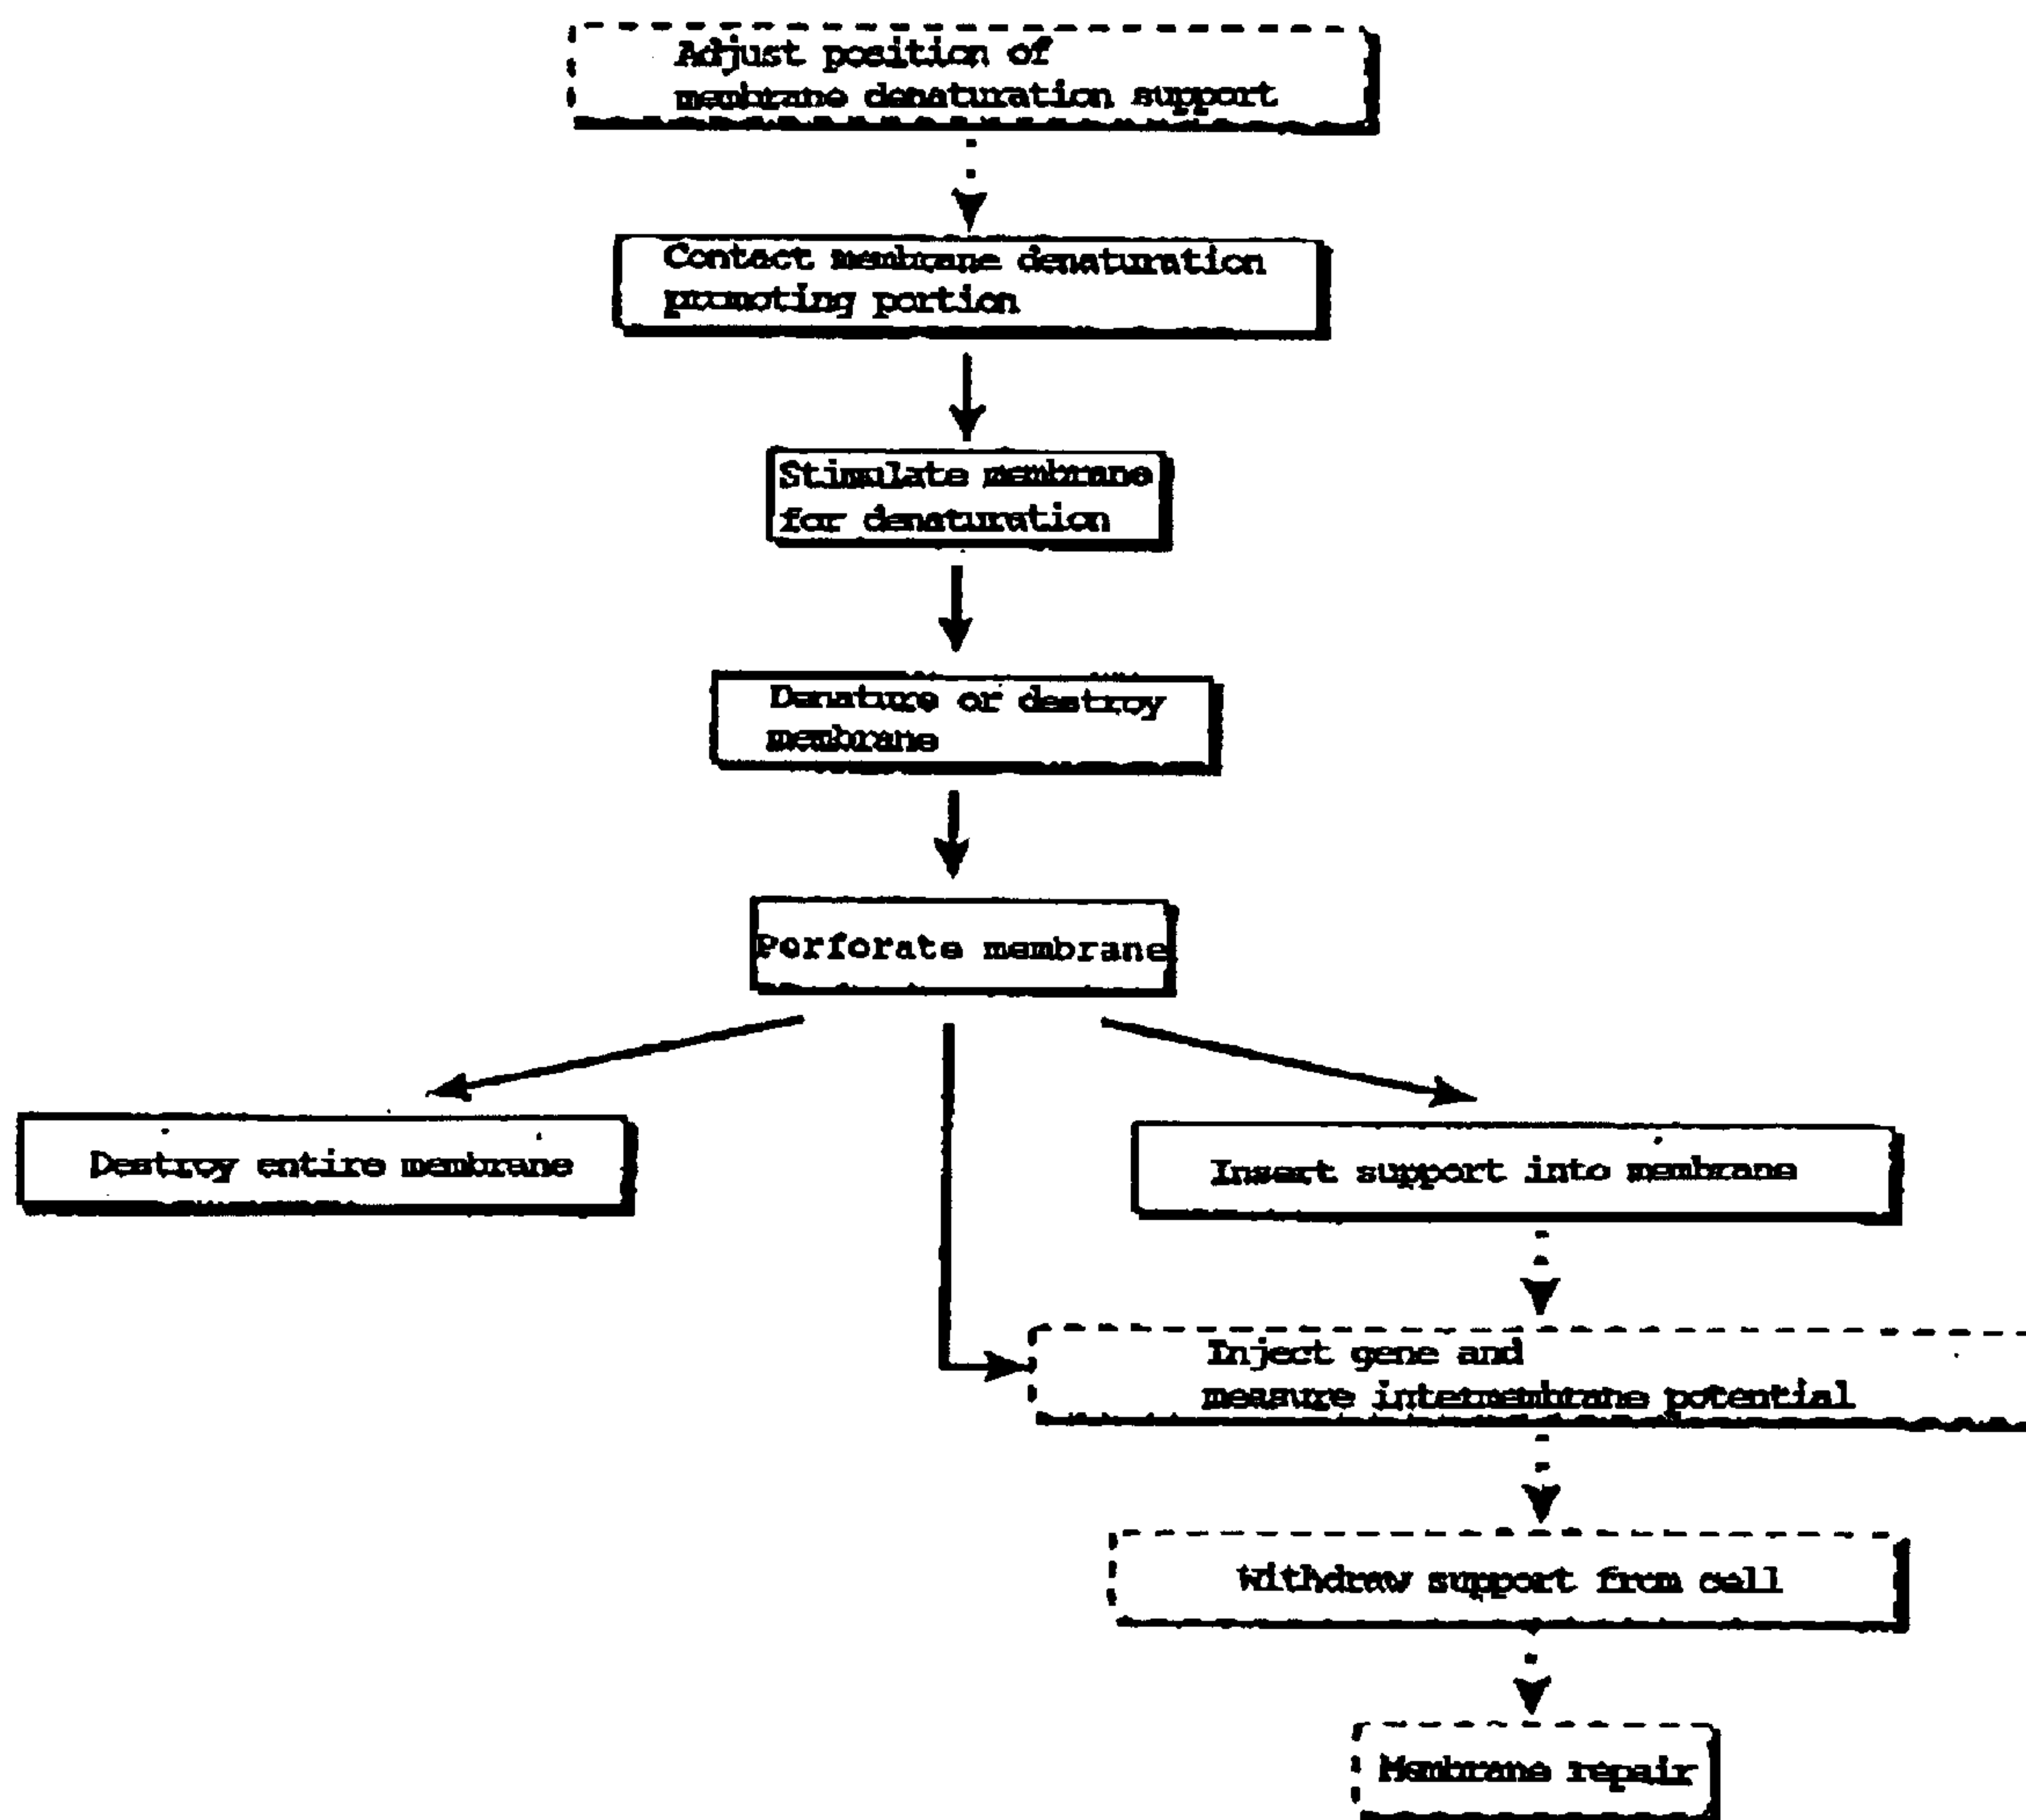 Adjust position of
membrane denaturation support
Contact membrane denaturation
promoting portion
Stimulate membrane
for denaturation
Denature or destroy
membrane
Perforate membrane
Destroy entire membrane
Insert support into membrane
Inject gene and
measure intermembrane potential
Withdraw support from cell
Membrane repair